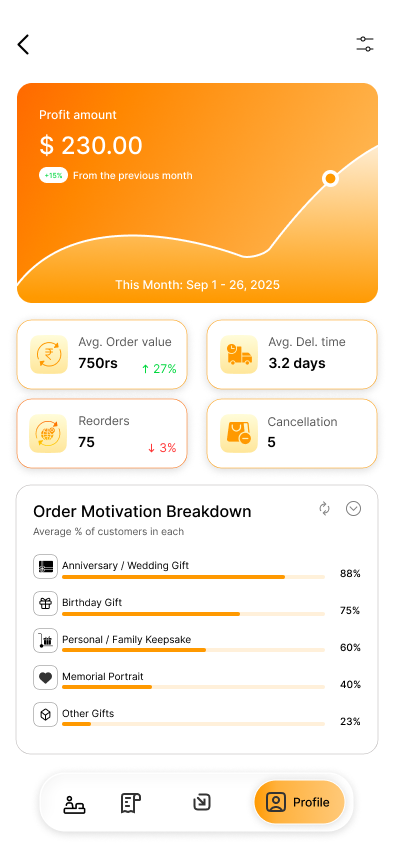 Profit amount
$ 230.00
+15% From the previous month
This Month: Sep 1 - 26, 2025
Avg. Order value
750rs ↑ 27%
Avg. Del. time
3.2 days
Reorders
75 ↓ 3%
Cancellation
5
Order Motivation Breakdown
Average % of customers in each
Anniversary / Wedding Gift
88%
Birthday Gift
75%
Personal / Family Keepsake
60%
Memorial Portrait
40%
Other Gifts
23%
Profile